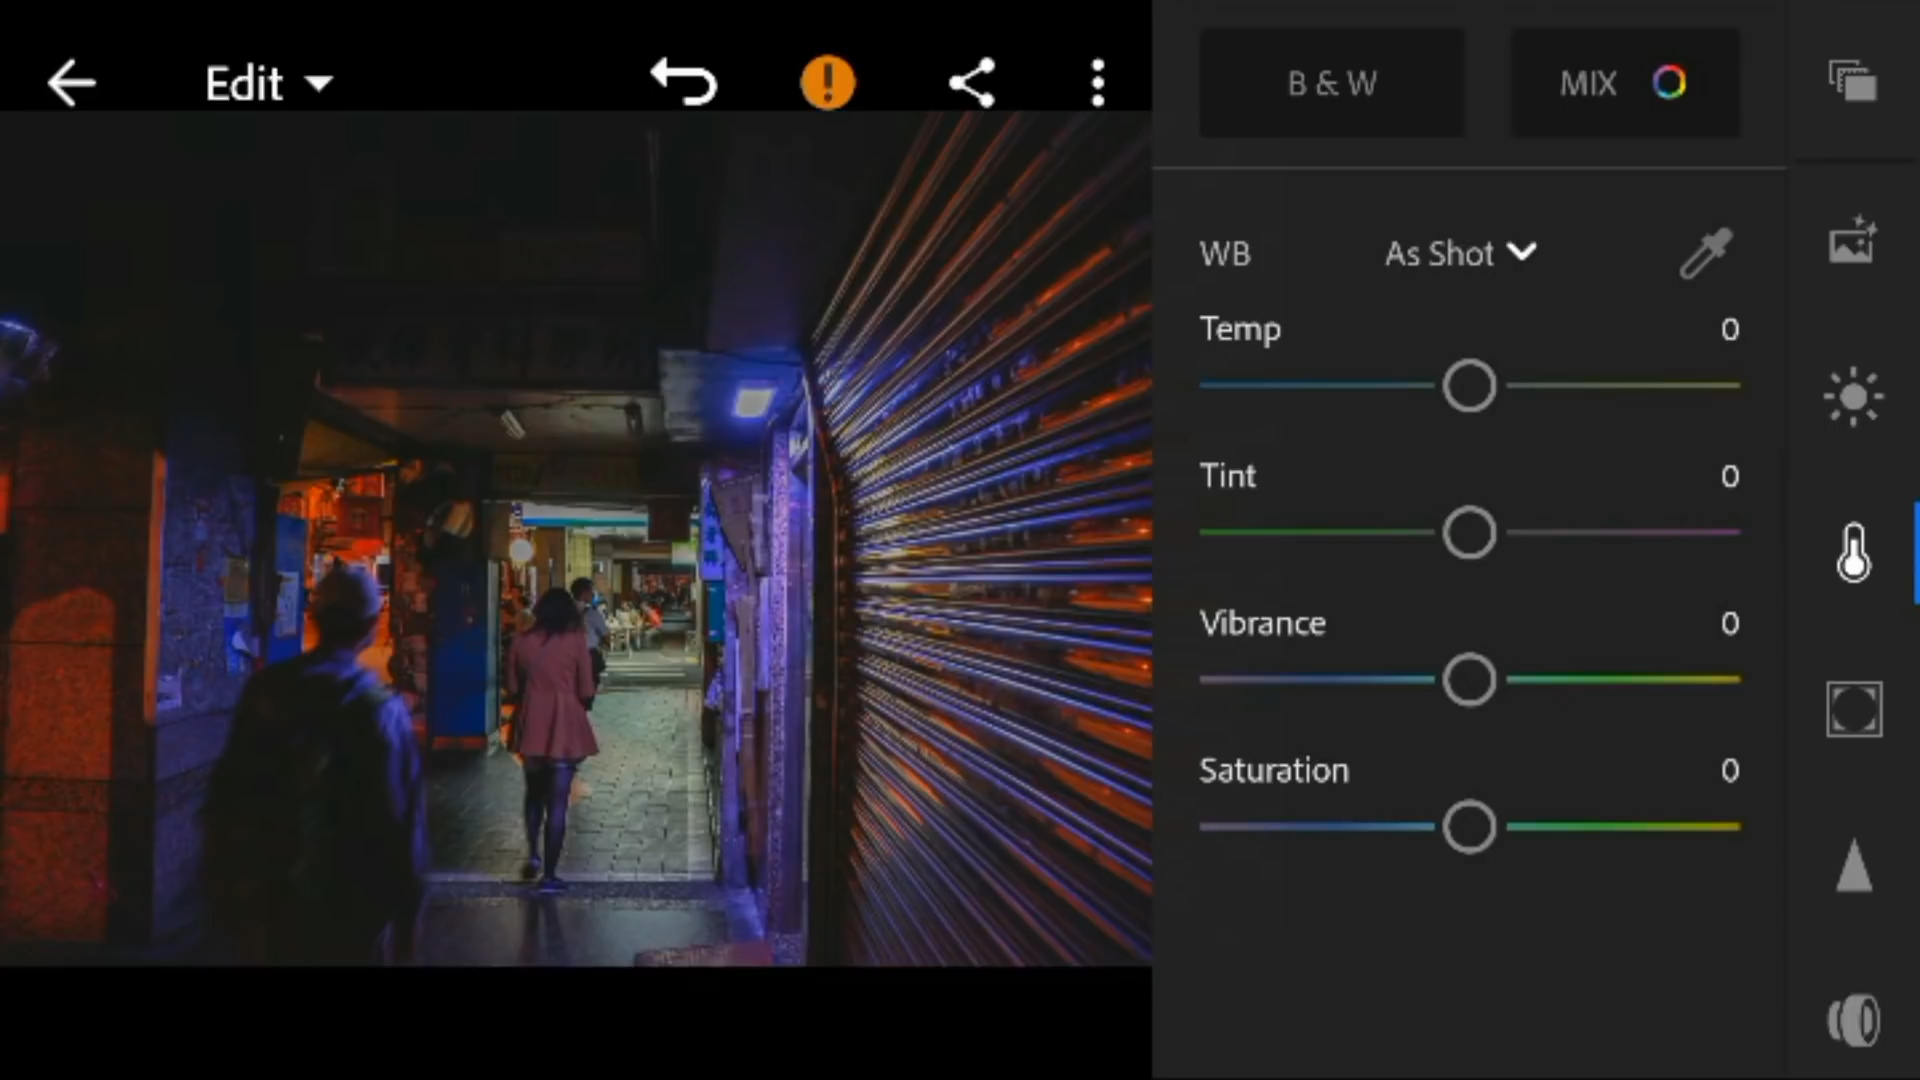 Edit
B & W
MIX
WB
As Shot
Temp
0
Tint
0
Vibrance
0
Saturation
0